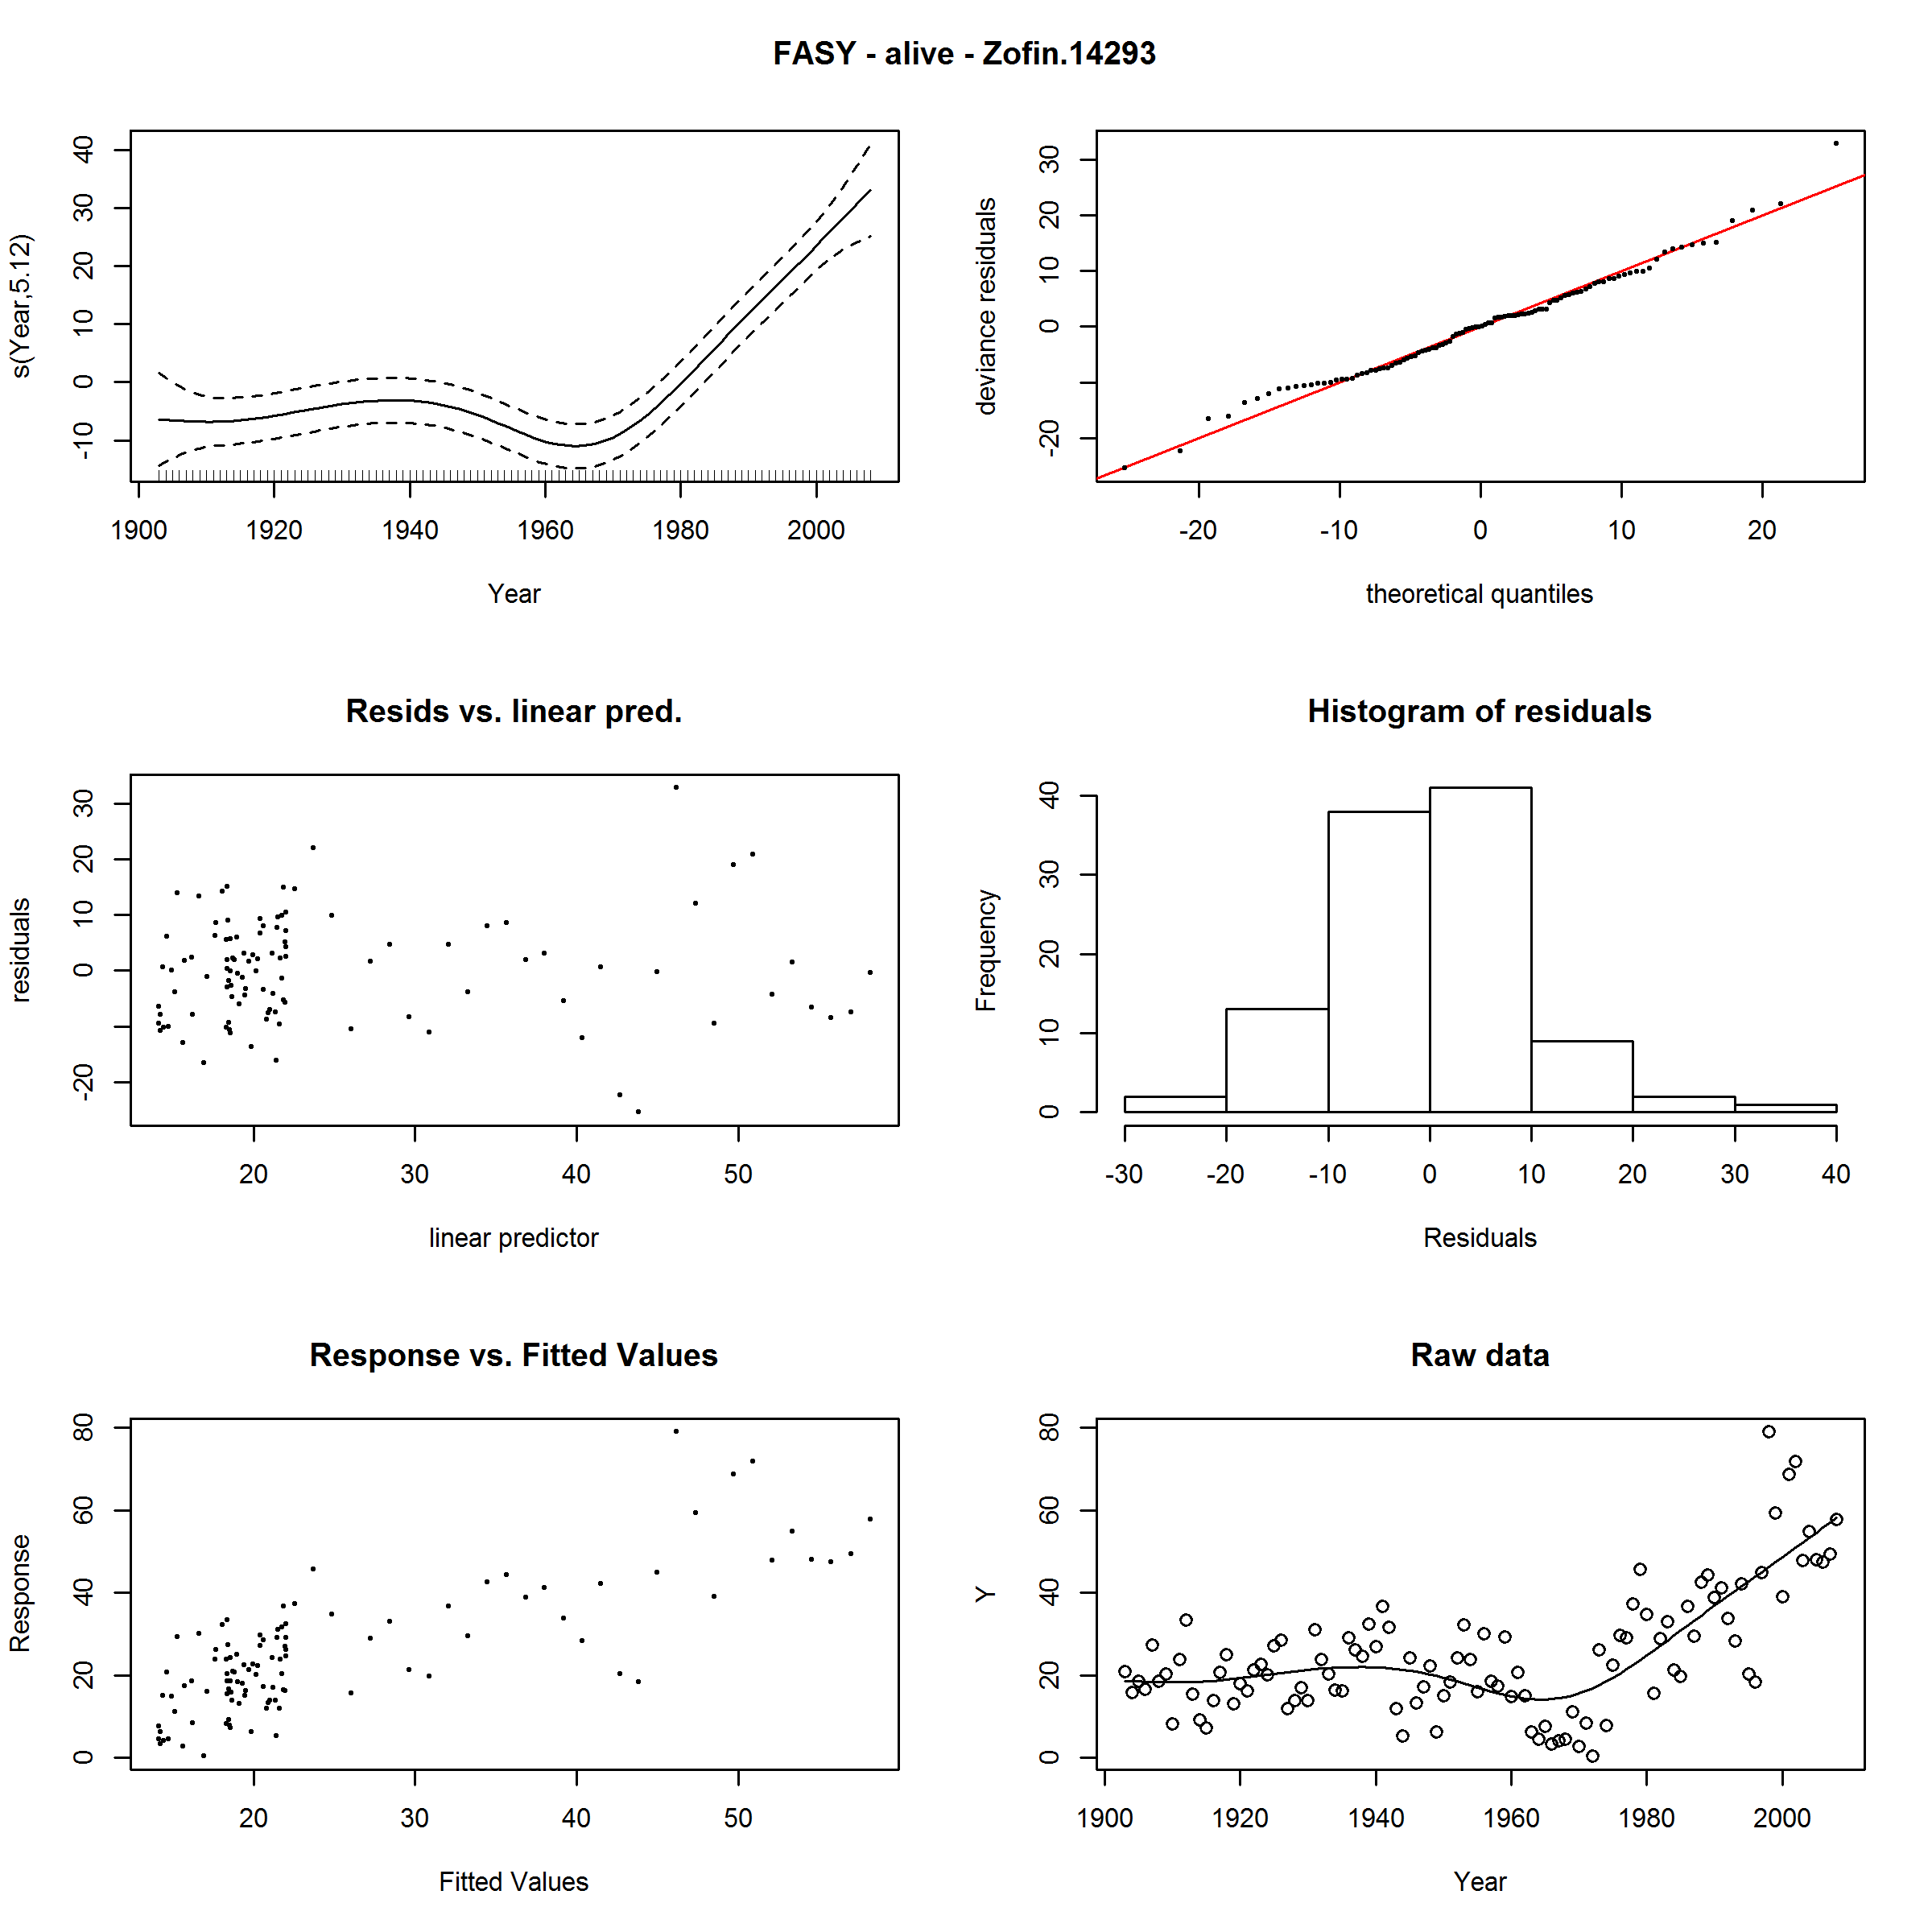 FASY - alive - Zofin.14293
s(Year,5.12)
-10 0 10 20 30 40
1900 1920 1940 1960 1980 2000
Year
deviance residuals
-20 0 10 20 30
-20 -10 0 10 20
theoretical quantiles
Resids vs. linear pred.
residuals
-20 0 10 20 30
20 30 40 50
linear predictor
Histogram of residuals
Frequency
0 10 20 30 40
-30 -20 -10 0 10 20 30 40
Residuals
Response vs. Fitted Values
Response
0 20 40 60 80
20 30 40 50
Fitted Values
Raw data
Y
0 20 40 60 80
1900 1920 1940 1960 1980 2000
Year